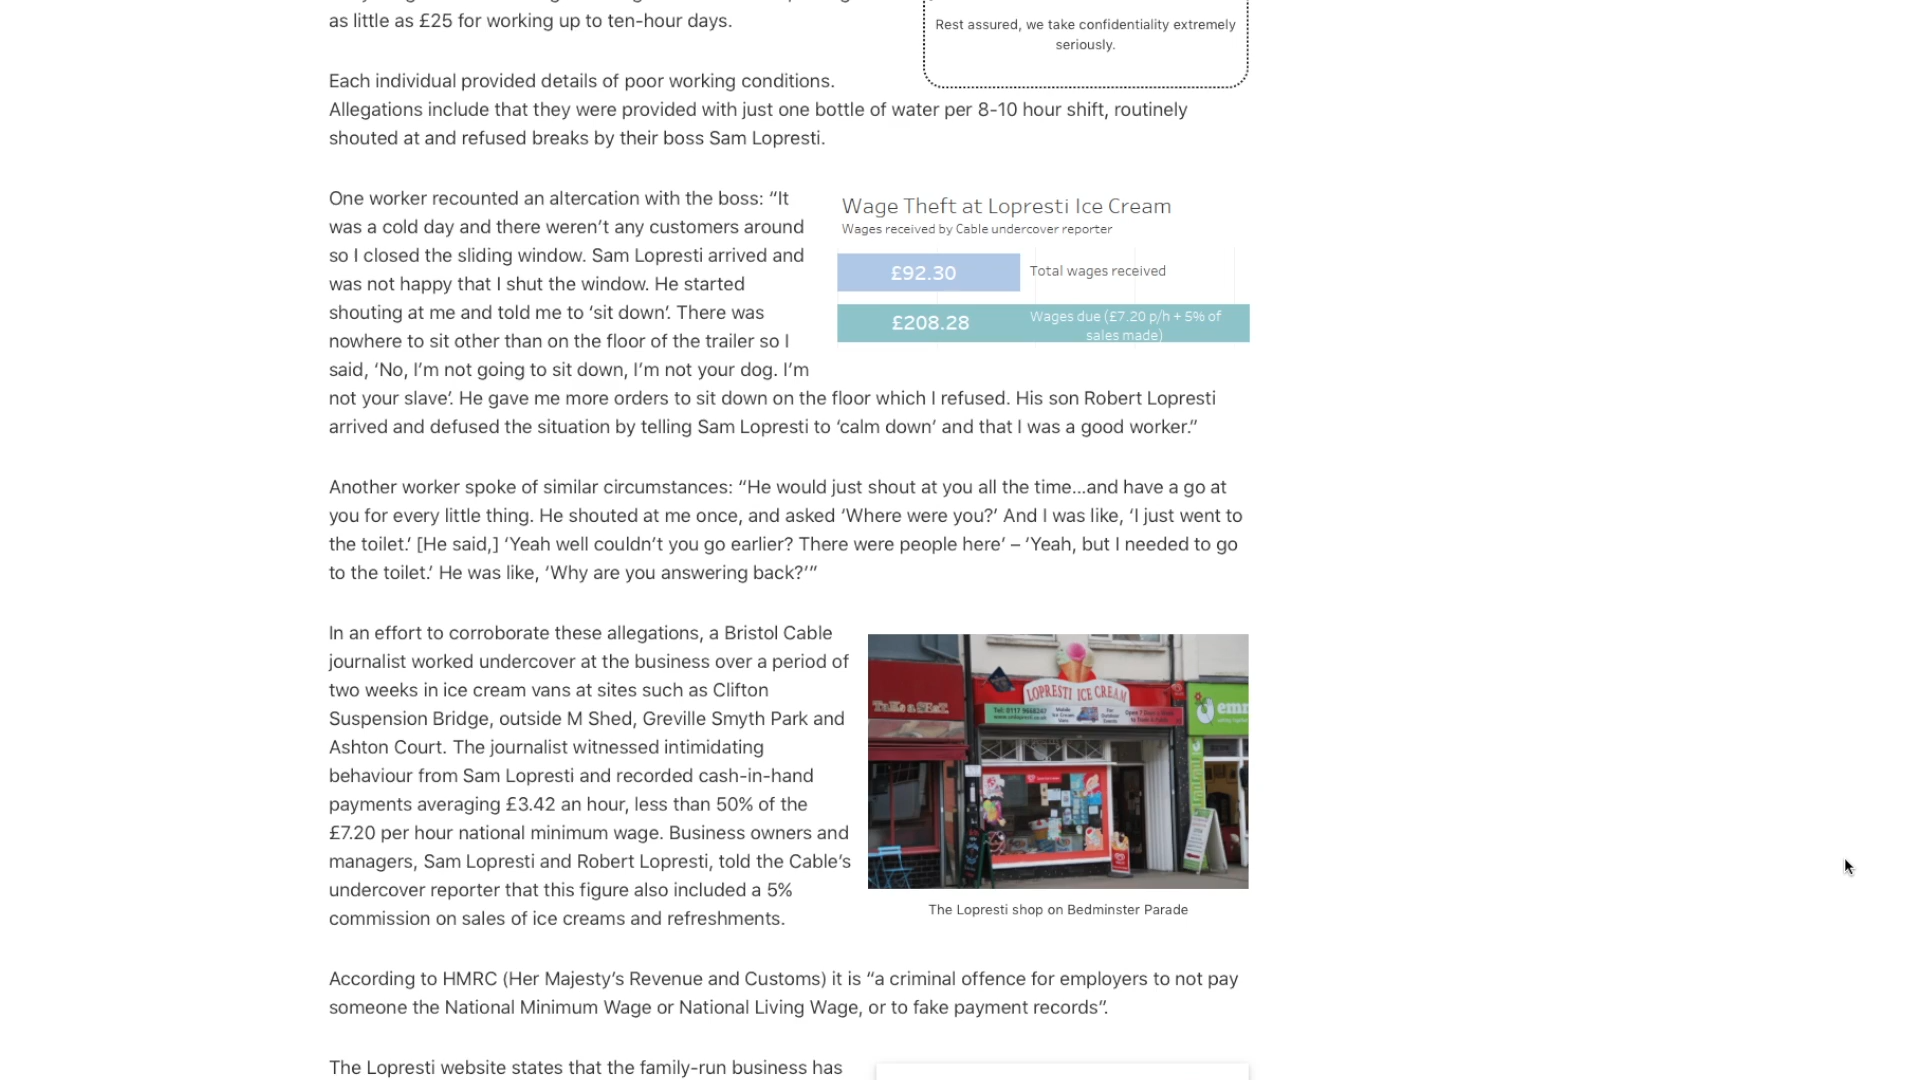 as little as £25 for working up to ten-hour days.
Rest assured, we take confidentiality extremely
seriously.
Each individual provided details of poor working conditions.
Allegations include that they were provided with just one bottle of water per 8-10 hour shift, routinely
shouted at and refused breaks by their boss Sam Lopresti.
One worker recounted an altercation with the boss: “It
was a cold day and there weren’t any customers around
so I closed the sliding window. Sam Lopresti arrived and
was not happy that I shut the window. He started
shouting at me and told me to ‘sit down’. There was
nowhere to sit other than on the floor of the trailer so I
said, ‘No, I’m not going to sit down, I’m not your dog. I’m
not your slave’. He gave me more orders to sit down on the floor which I refused. His son Robert Lopresti
arrived and defused the situation by telling Sam Lopresti to ‘calm down’ and that I was a good worker.”
Wage Theft at Lopresti Ice Cream
Wages received by Cable undercover reporter
£92.30 Total wages received
£208.28 Wages due (£7.20 p/h + 5% of
sales made)
Another worker spoke of similar circumstances: “He would just shout at you all the time...and have a go at
you for every little thing. He shouted at me once, and asked ‘Where were you?’ And I was like, ‘I just went to
the toilet.’ [He said,] ‘Yeah well couldn’t you go earlier? There were people here’ – ‘Yeah, but I needed to go
to the toilet.’ He was like, ‘Why are you answering back?’”
In an effort to corroborate these allegations, a Bristol Cable
journalist worked undercover at the business over a period of
two weeks in ice cream vans at sites such as Clifton
Suspension Bridge, outside M Shed, Greville Smyth Park and
Ashton Court. The journalist witnessed intimidating
behaviour from Sam Lopresti and recorded cash-in-hand
payments averaging £3.42 an hour, less than 50% of the
£7.20 per hour national minimum wage. Business owners and
managers, Sam Lopresti and Robert Lopresti, told the Cable’s
undercover reporter that this figure also included a 5%
commission on sales of ice creams and refreshments.
LOPRESTI ICE CREAM
Tel: 0117 9666247
The Lopresti shop on Bedminster Parade
According to HMRC (Her Majesty’s Revenue and Customs) it is “a criminal offence for employers to not pay
someone the National Minimum Wage or National Living Wage, or to fake payment records”.
The Lopresti website states that the family-run business has